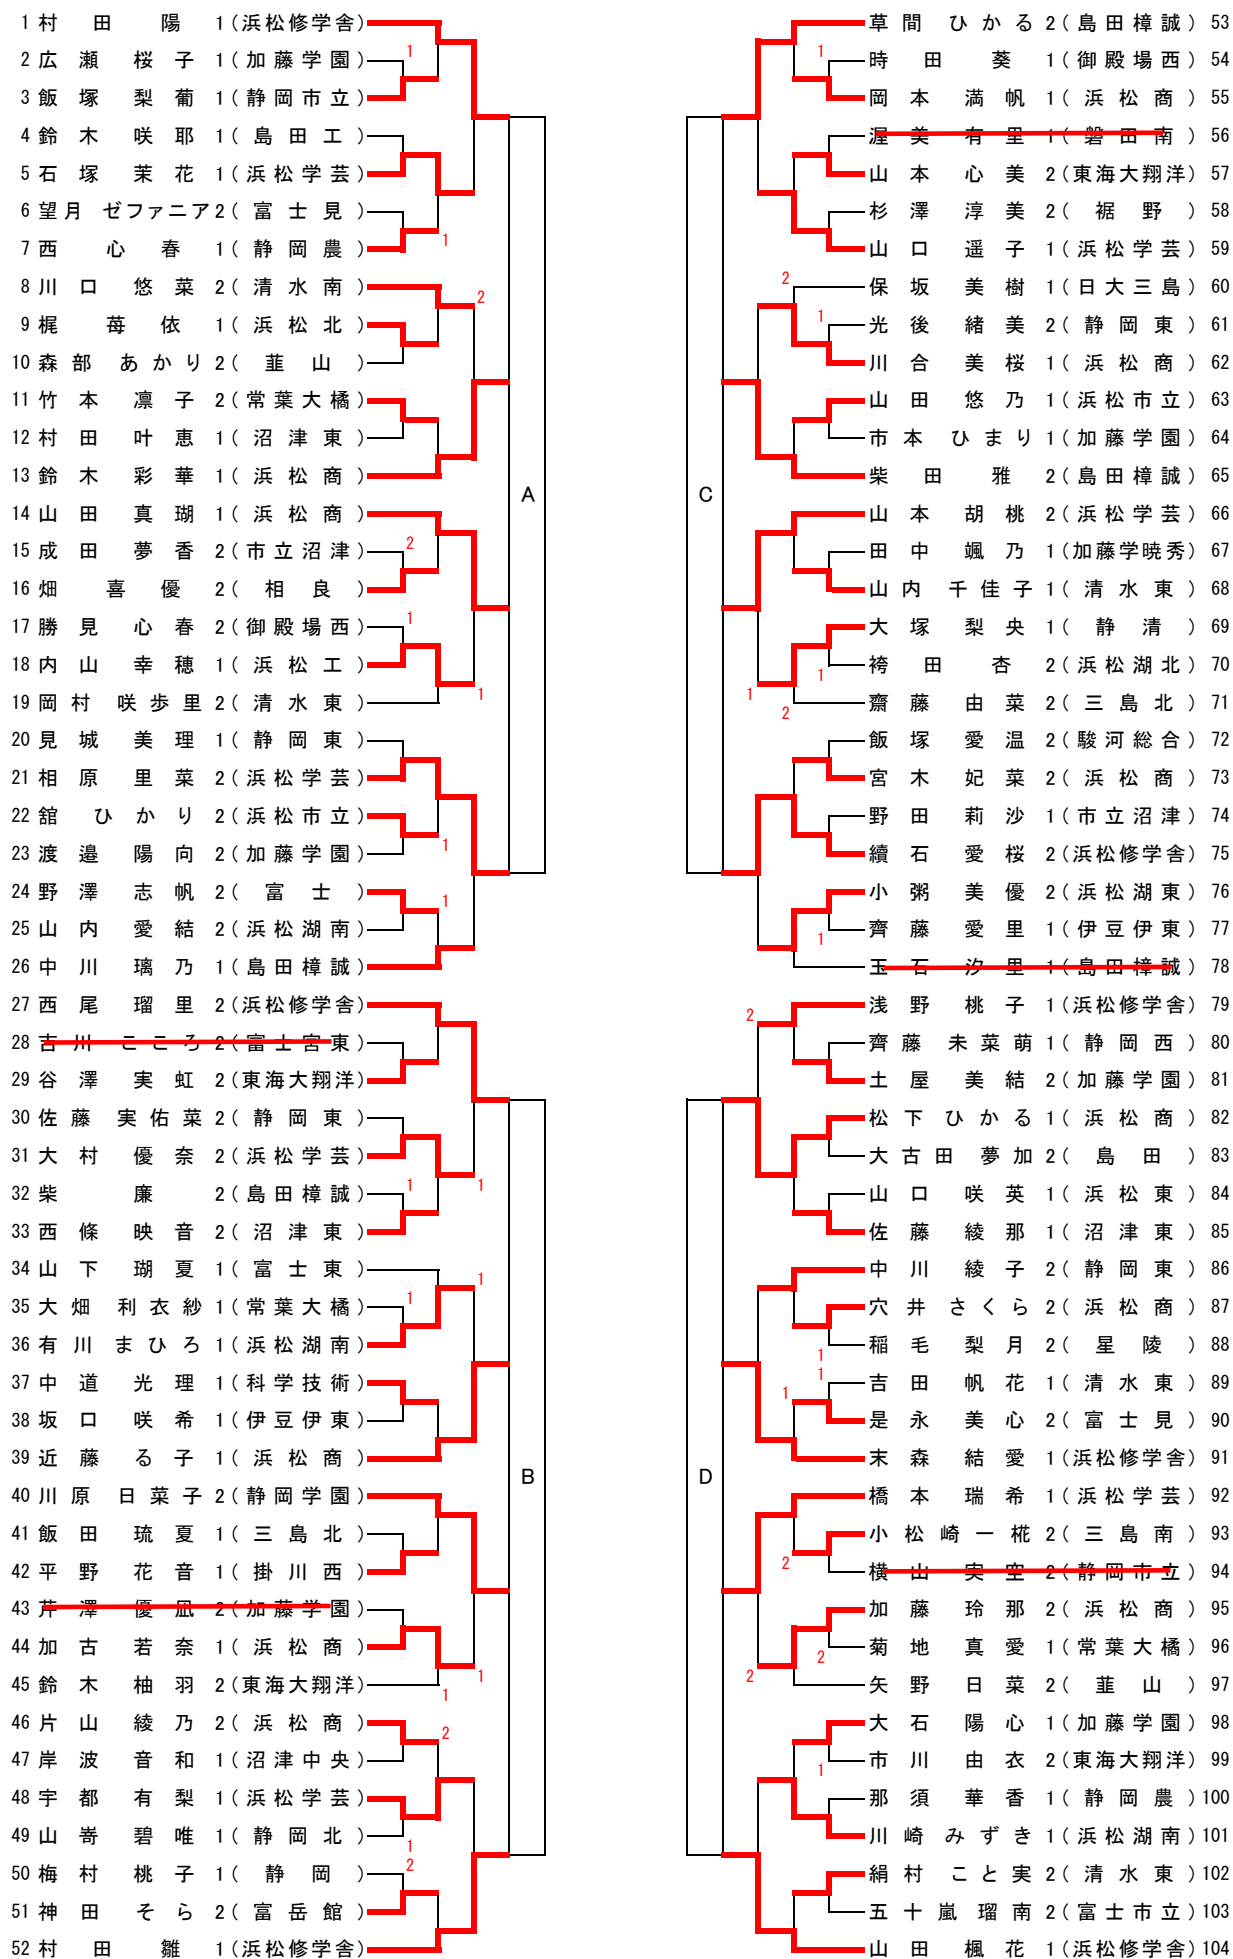 1 村田 陽 1(浜松修学舎)
2 広瀬 桜子 1(加藤学園)
3 飯塚 梨葡 1(静岡市立)
4 鈴木 咲耶 1(島田工)
5 石塚 茉花 1(浜松学芸)
6 望月 ゼファニア 2(富士見)
7 西 心春 1(静岡農)
8 川口 悠菜 2(清水南)
9 梶 苺依 1(浜松北)
10 森部 あかり 2(韮山)
11 竹本 凛子 2(常葉大橘)
12 村田 叶恵 1(沼津東)
13 鈴木 彩華 1(浜松商)
14 山田 真瑚 1(浜松商)
15 成田 夢香 2(市立沼津)
16 畑 喜優 2(相良)
17 勝見 心春 2(御殿場西)
18 内山 幸穂 1(浜松工)
19 岡村 咲歩里 2(清水東)
20 見城 美理 1(静岡東)
21 相原 里菜 2(浜松学芸)
22 舘 ひかり 2(浜松市立)
23 渡邉 陽向 2(加藤学園)
24 野澤 志帆 2(富士)
25 山内 愛結 2(浜松湖南)
26 中川 璃乃 1(島田樟誠)
27 西尾 瑠里 2(浜松修学舎)
28 吉川 こころ 2(富士宮東)
29 谷澤 実虹 2(東海大翔洋)
30 佐藤 実佑菜 2(静岡東)
31 大村 優奈 2(浜松学芸)
32 柴 廉 2(島田樟誠)
33 西條 映音 2(沼津東)
34 山下 瑚夏 1(富士東)
35 大畑 利衣紗 1(常葉大橘)
36 有川 まひろ 1(浜松湖南)
37 中道 光理 1(科学技術)
38 坂口 咲希 1(伊豆伊東)
39 近藤 る子 1(浜松商)
40 川原 日菜子 2(静岡学園)
41 飯田 琉夏 1(三島北)
42 平野 花音 1(掛川西)
43 芹澤 優凪 2(加藤学園)
44 加古 若奈 1(浜松商)
45 鈴木 柚羽 2(東海大翔洋)
46 片山 綾乃 2(浜松商)
47 岸波 音和 1(沼津中央)
48 宇都 有梨 1(浜松学芸)
49 山嵜 碧唯 1(静岡北)
50 梅村 桃子 1(静岡)
51 神田 そら 2(富岳館)
52 村田 雛 1(浜松修学舎)
1
1
2
2
1
1
1
1
1
1
1
1
1
1
2
1
2
A
B
草間 ひかる 2(島田樟誠) 53
時田 葵 1(御殿場西) 54
岡本 満帆 1(浜松商) 55
渥美 有里 1(磐田南) 56
山本 心美 2(東海大翔洋) 57
杉澤 淳美 2(裾野) 58
山口 遥子 1(浜松学芸) 59
保坂 美樹 1(日大三島) 60
光後 緒美 2(静岡東) 61
川合 美桜 1(浜松商) 62
山田 悠乃 1(浜松市立) 63
市本 ひまり 1(加藤学園) 64
柴田 雅 2(島田樟誠) 65
山本 胡桃 2(浜松学芸) 66
田中 颯乃 1(加藤学暁秀) 67
山内 千佳子 1(清水東) 68
大塚 梨央 1(静清) 69
袴田 杏 2(浜松湖北) 70
齋藤 由菜 2(三島北) 71
飯塚 愛温 2(駿河総合) 72
宮木 妃菜 2(浜松商) 73
野田 莉沙 1(市立沼津) 74
續石 愛桜 2(浜松修学舎) 75
小粥 美優 2(浜松湖東) 76
齊藤 愛里 1(伊豆伊東) 77
玉石 汐里 1(島田樟誠) 78
浅野 桃子 1(浜松修学舎) 79
齊藤 未菜萌 1(静岡西) 80
土屋 美結 2(加藤学園) 81
松下 ひかる 1(浜松商) 82
大古田 夢加 2(島田) 83
山口 咲英 1(浜松東) 84
佐藤 綾那 1(沼津東) 85
中川 綾子 2(静岡東) 86
穴井 さくら 2(浜松商) 87
稲毛 梨月 2(星陵) 88
吉田 帆花 1(清水東) 89
是永 美心 2(富士見) 90
末森 結愛 1(浜松修学舎) 91
橋本 瑞希 1(浜松学芸) 92
小松崎 一椛 2(三島南) 93
横山 実空 2(静岡市立) 94
加藤 玲那 2(浜松商) 95
菊地 真愛 1(常葉大橘) 96
矢野 日菜 2(韮山) 97
大石 陽心 1(加藤学園) 98
市川 由衣 2(東海大翔洋) 99
那須 華香 1(静岡農) 100
川崎 みずき 1(浜松湖南) 101
絹村 こと実 2(清水東) 102
五十嵐 瑠南 2(富士市立) 103
山田 楓花 1(浜松修学舎) 104
1
2
1
1
1
2
1
2
1
1
1
2
2
2
1
C
D